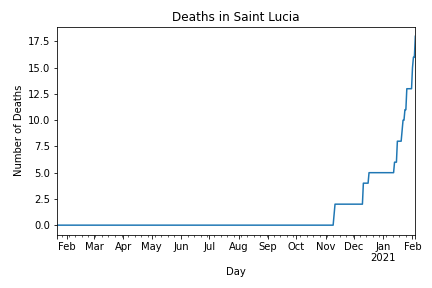 Deaths in Saint Lucia
17.5
15.0
12.5
10.0
7.5
5.0
2.5
0.0
Number of Deaths
Feb Mar Apr May Jun Jul Aug Sep Oct Nov Dec Jan Feb
2021
Day